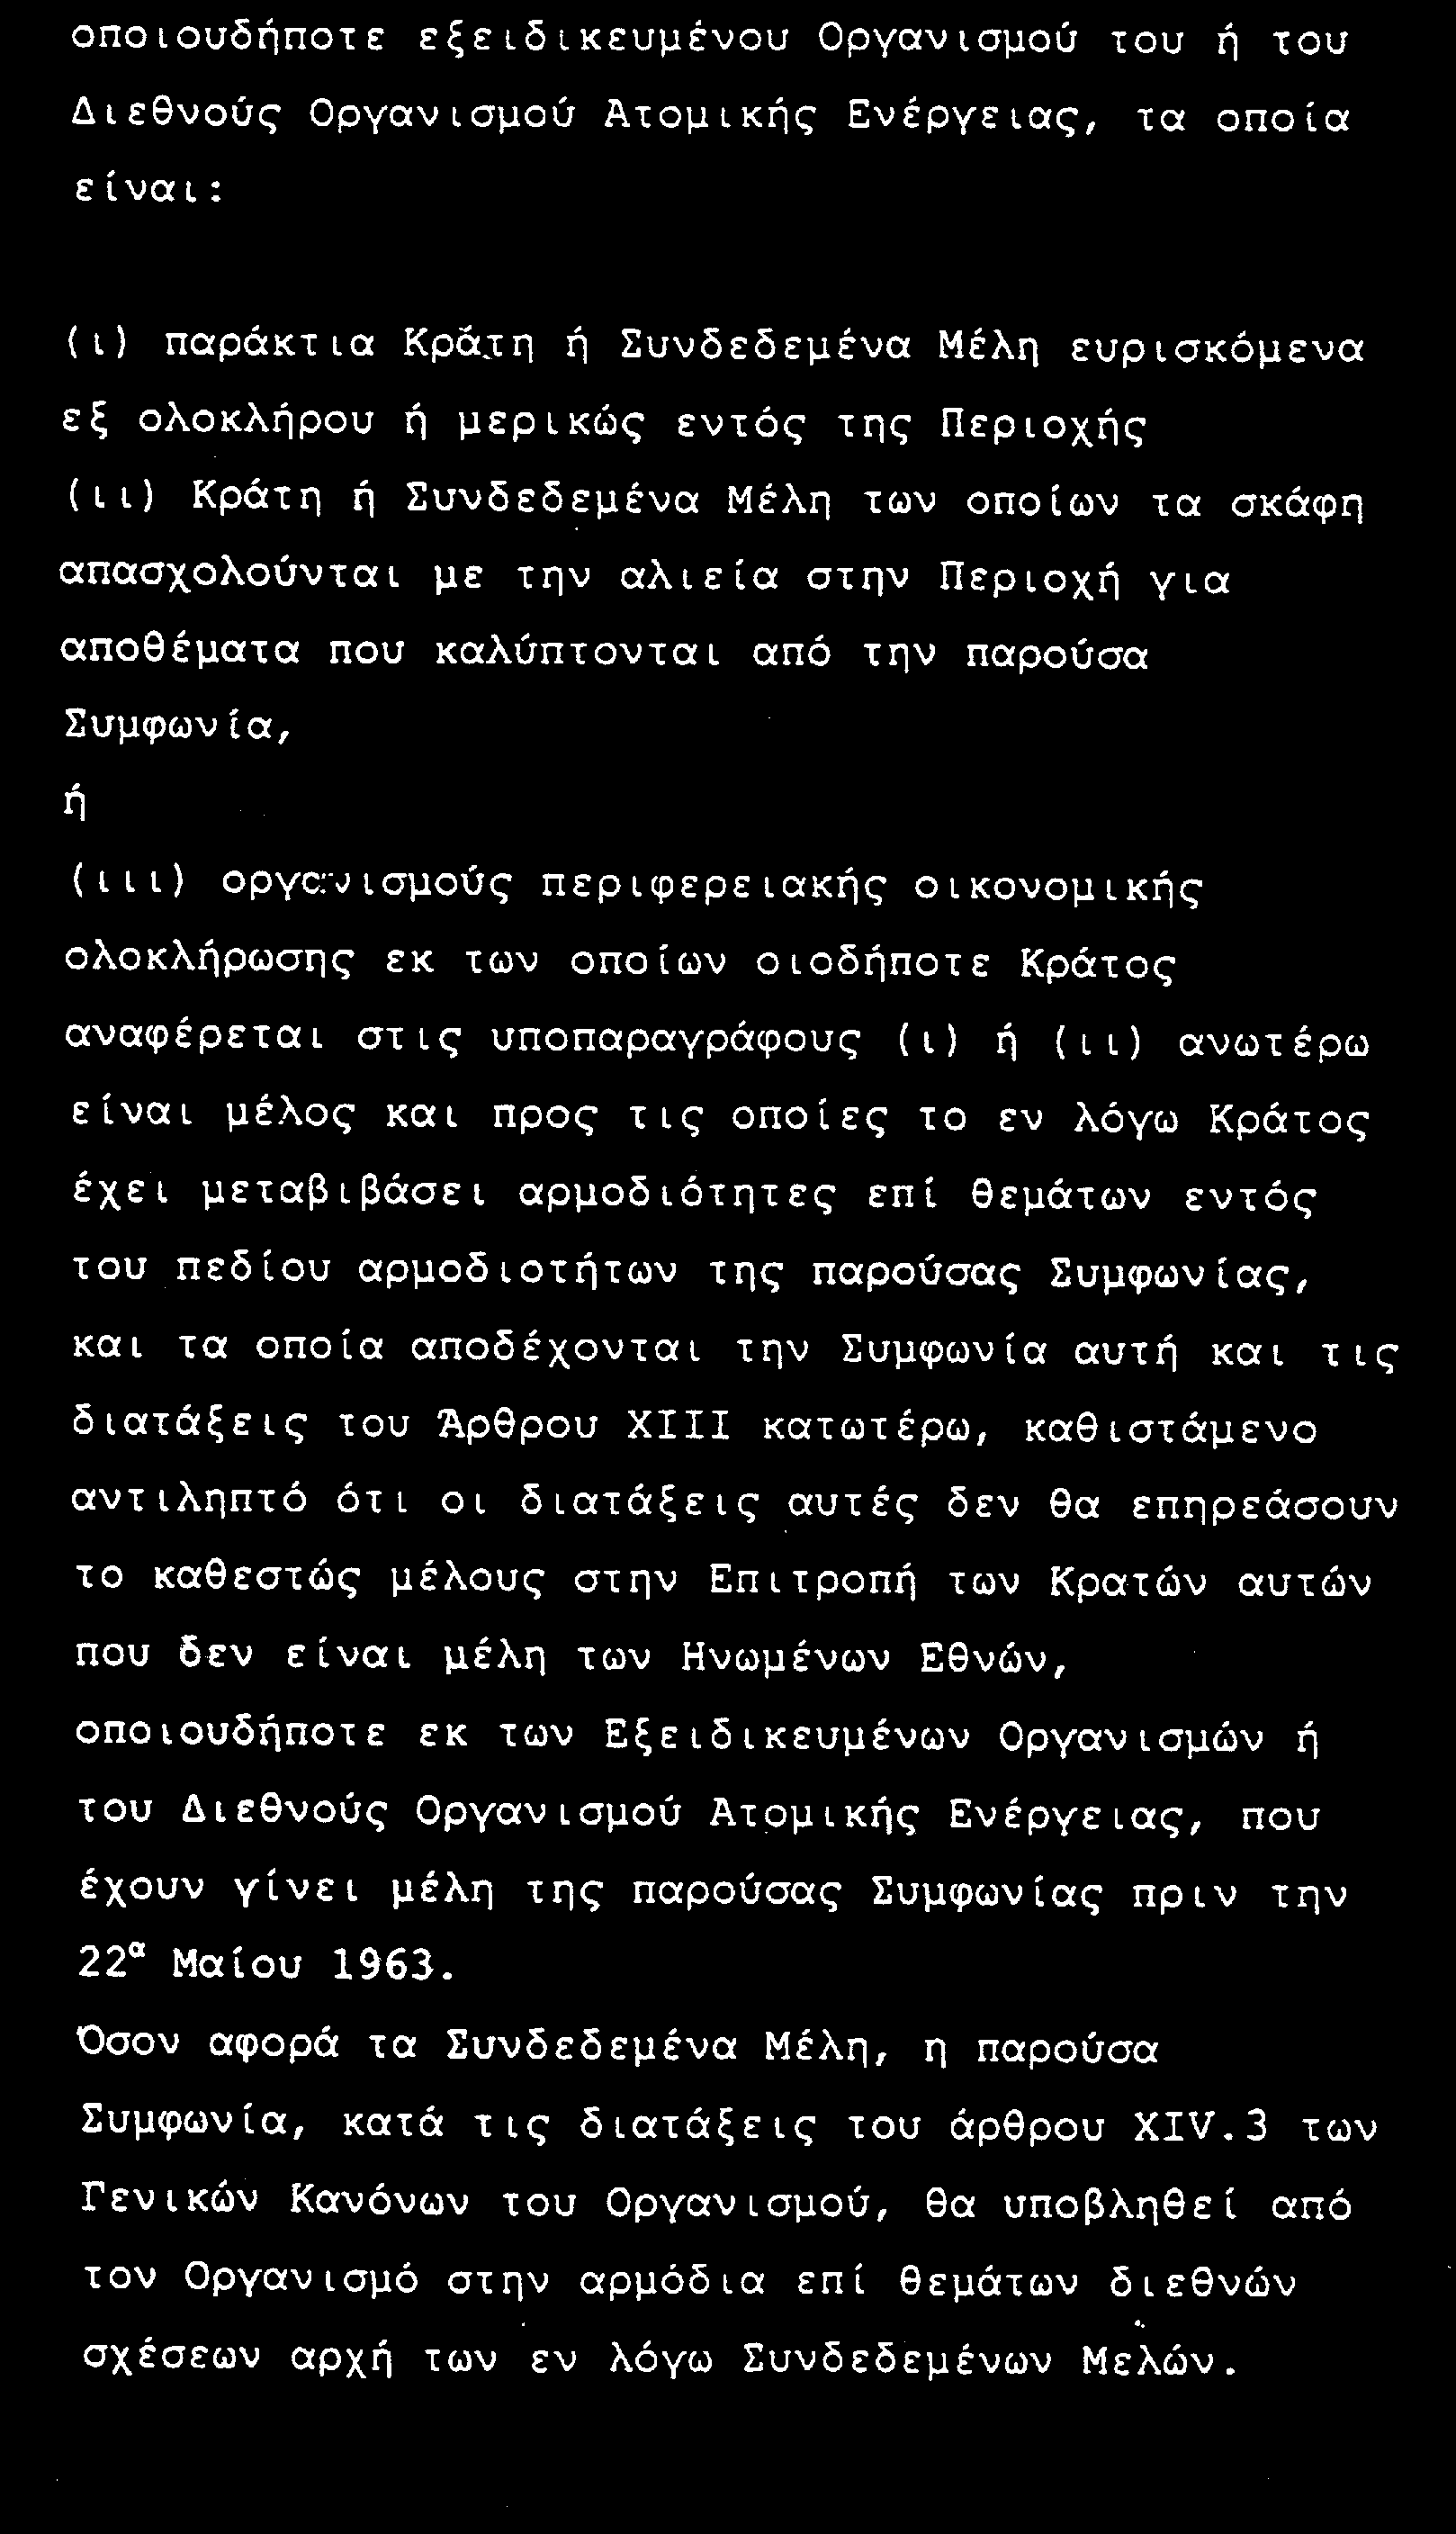 οποιουδήποτε εξειδικευμένου Οργανισμού του ή του
Διεθνούς Οργανισμού Ατομικής Ενέργειας, τα οποία
είναι:
(ι) παράκτια Κράτη ή Συνδεδεμένα Μέλη ευρισκόμενα
εξ ολοκλήρου ή μερικώς εντός της Περιοχής
(ιι) Κράτη ή Συνδεδεμένα Μέλη των οποίων τα σκάφη
απασχολούνται με την αλιεία στην Περιοχή για
αποθέματα που καλύπτονται από την παρούσα
Συμφωνία,
ή
(ιιι) οργανισμούς περιφερειακής οικονομικής
ολοκλήρωσης εκ των οποίων οιοδήποτε Κράτος
αναφέρεται στις υποπαραγράφους (ι) ή (ιι) ανωτέρω
είναι μέλος και προς τις οποίες το εν λόγω Κράτος
έχει μεταβιβάσει αρμοδιότητες επί θεμάτων εντός
του πεδίου αρμοδιοτήτων της παρούσας Συμφωνίας,
και τα οποία αποδέχονται την Συμφωνία αυτή και τις
διατάξεις του Άρθρου XIII κατωτέρω, καθιστάμενο
αντιληπτό ότι οι διατάξεις αυτές δεν θα επηρεάσουν
το καθεστώς μέλους στην Επιτροπή των Κρατών αυτών
που δεν είναι μέλη των Ηνωμένων Εθνών,
οποιουδήποτε εκ των Εξειδικευμένων Οργανισμών ή
του Διεθνούς Οργανισμού Ατομικής Ενέργειας, που
έχουν γίνει μέλη της παρούσας Συμφωνίας πριν την
22α Μαίου 1963.
Όσον αφορά τα Συνδεδεμένα Μέλη, η παρούσα
Συμφωνία, κατά τις διατάξεις του άρθρου XIV.3 των
Γενικών Κανόνων του Οργανισμού, θα υποβληθεί από
τον Οργανισμό στην αρμόδια επί θεμάτων διεθνών
σχέσεων αρχή των εν λόγω Συνδεδεμένων Μελών.